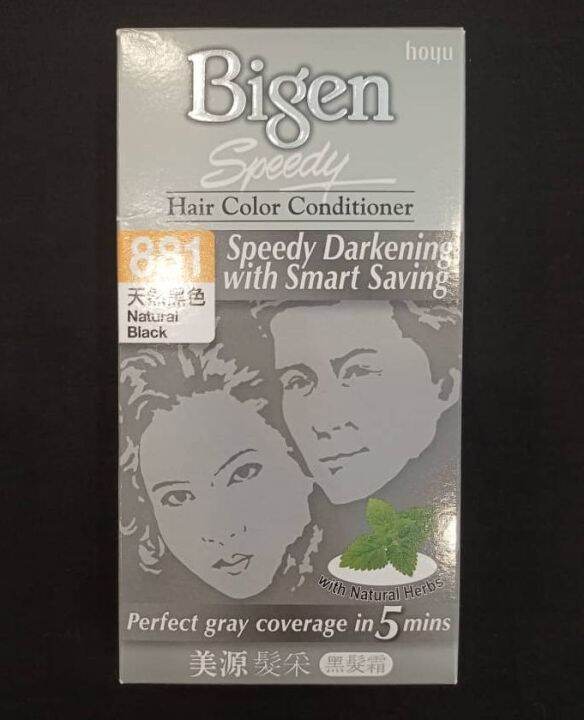 hoyu
Bigen
Speedy
Hair Color Conditioner
881
天然黑色
Natural
Black
Speedy Darkening
with Smart Saving
with Natural Herbs
Perfect gray coverage in 5 mins
美源 髮采 黑髮霜